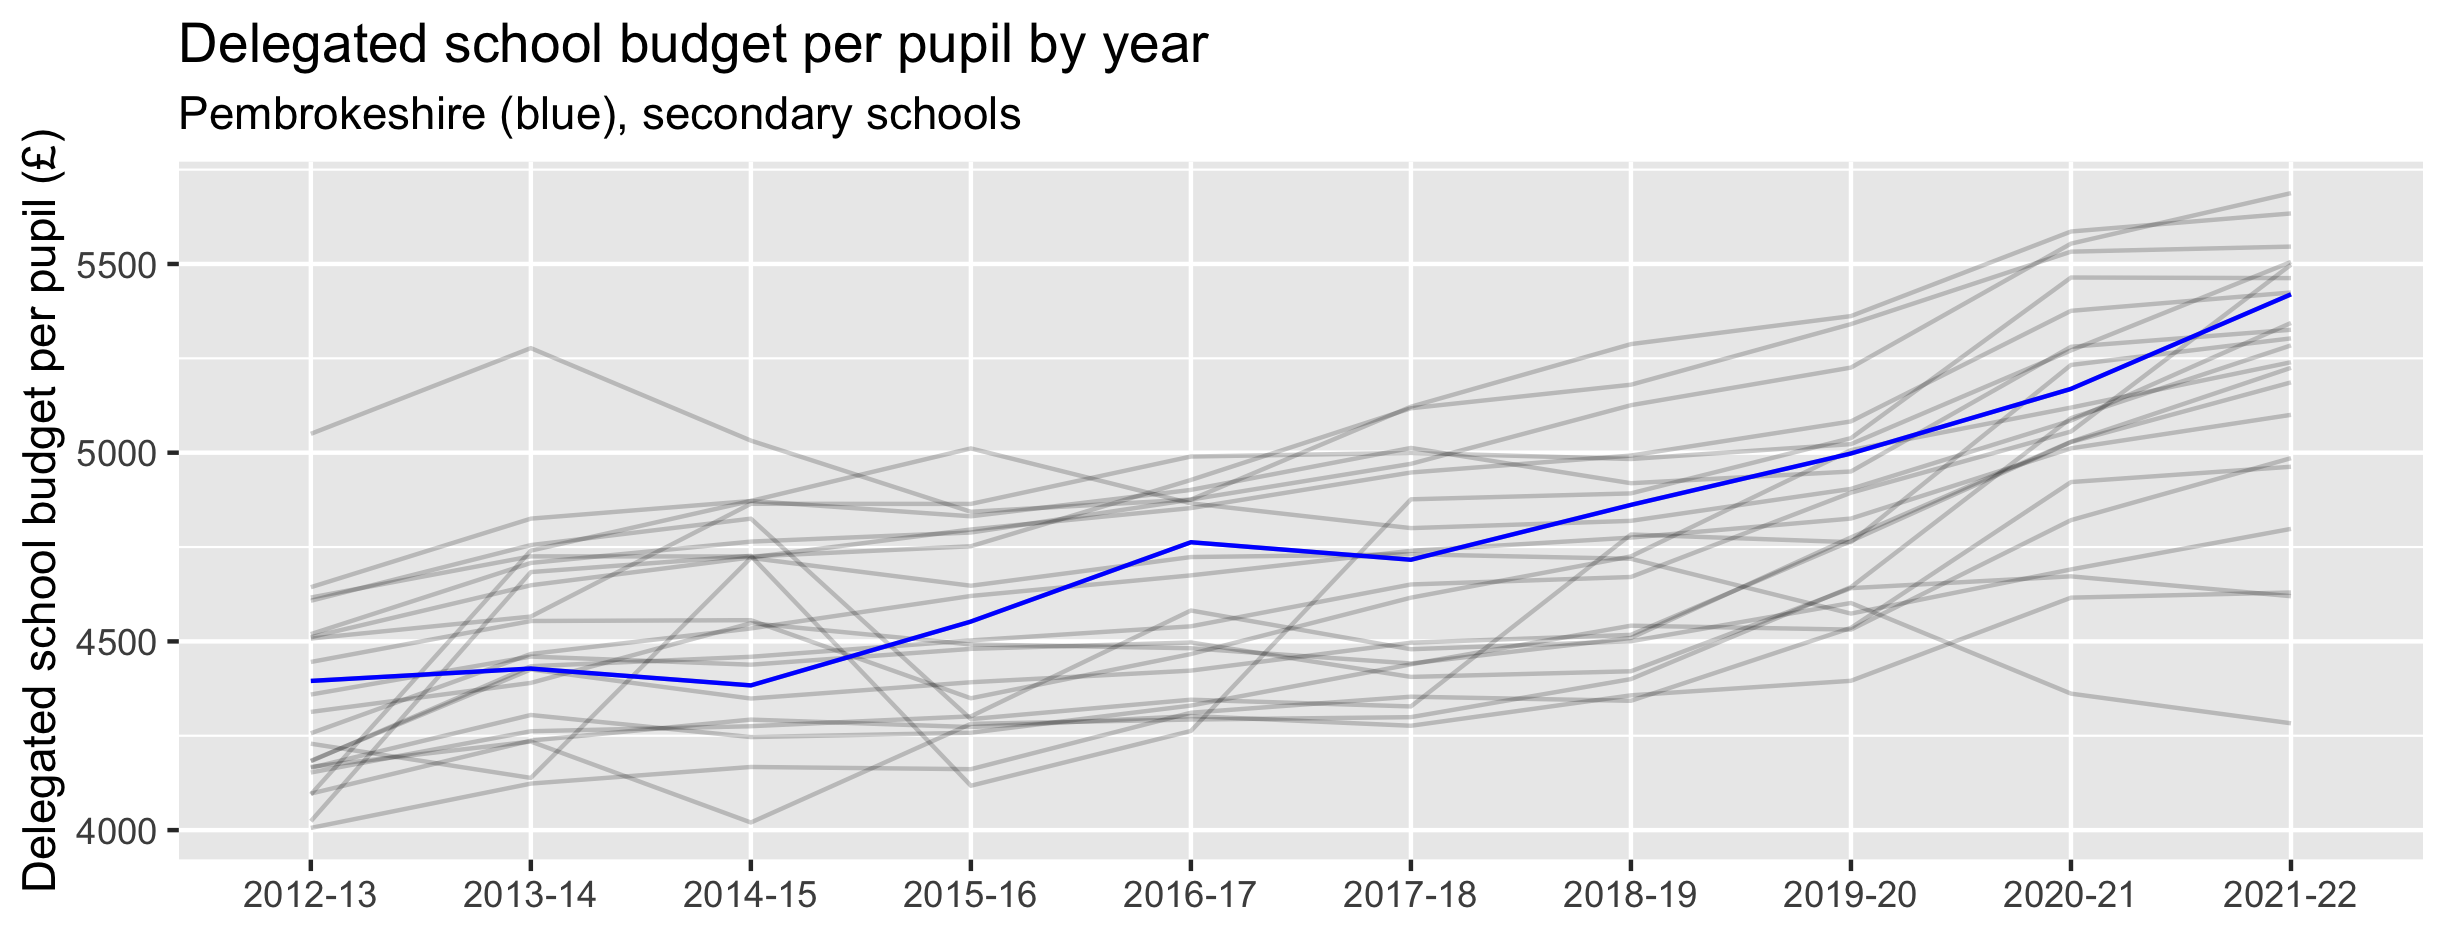 Delegated school budget per pupil by year
Pembrokeshire (blue), secondary schools
Delegated school budget per pupil (£)
5500
5000
4500
4000
2012-13 2013-14 2014-15 2015-16 2016-17 2017-18 2018-19 2019-20 2020-21 2021-22